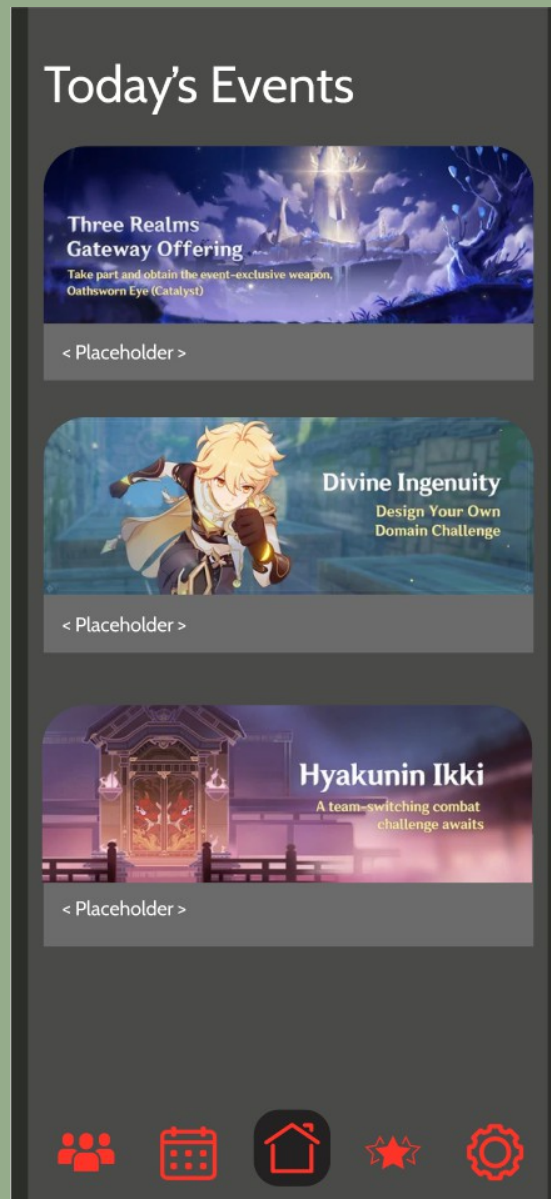 Today's Events
Three Realms
Gateway Offering
Take part and obtain the event-exclusive weapon,
Oathsworn Eye (Catalyst)
< Placeholder >
Divine Ingenuity
Design Your Own
Domain Challenge
< Placeholder >
Hyakunin Ikki
A team-switching combat
challenge awaits
< Placeholder >